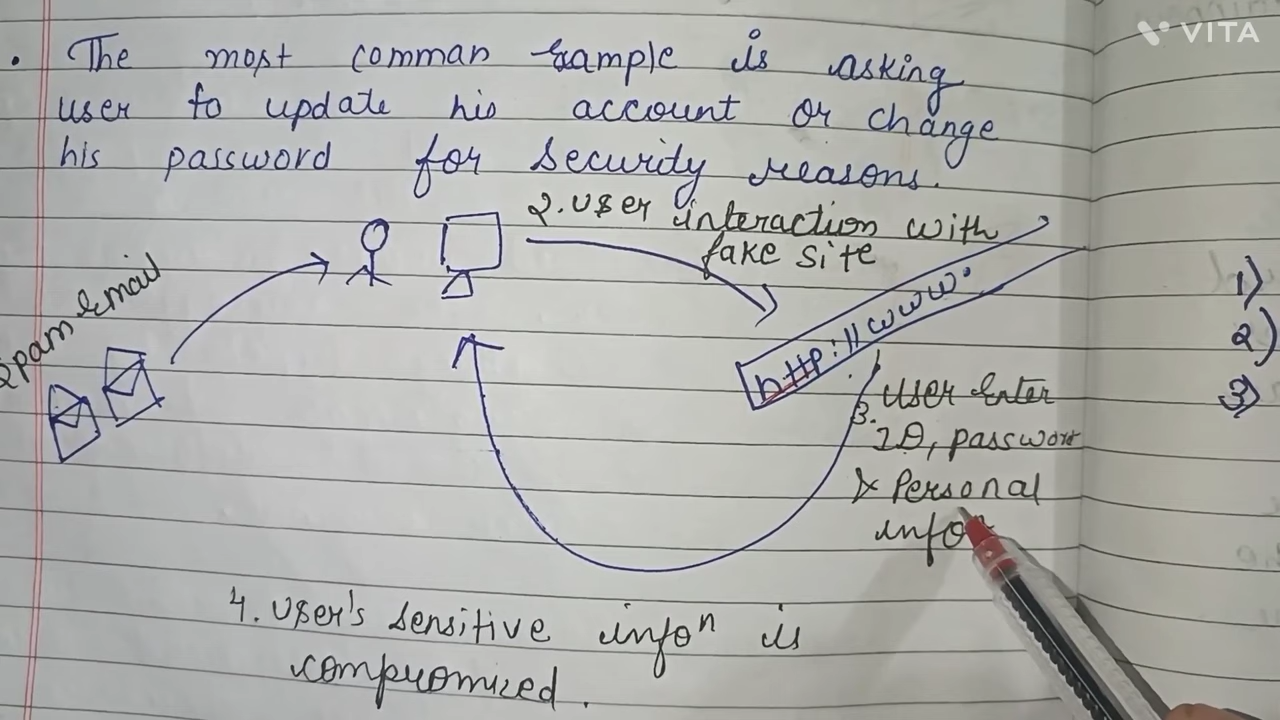 VITA
. The most comman Example is asking
user to update his account or change
his password for security reasons.
2. User interaction with
fake site
Spam Email
http://www.
1)
2)
3)
3. User Enter
ID, password
& Personal
info
4. User's sensitive infoⁿ is
compromized.